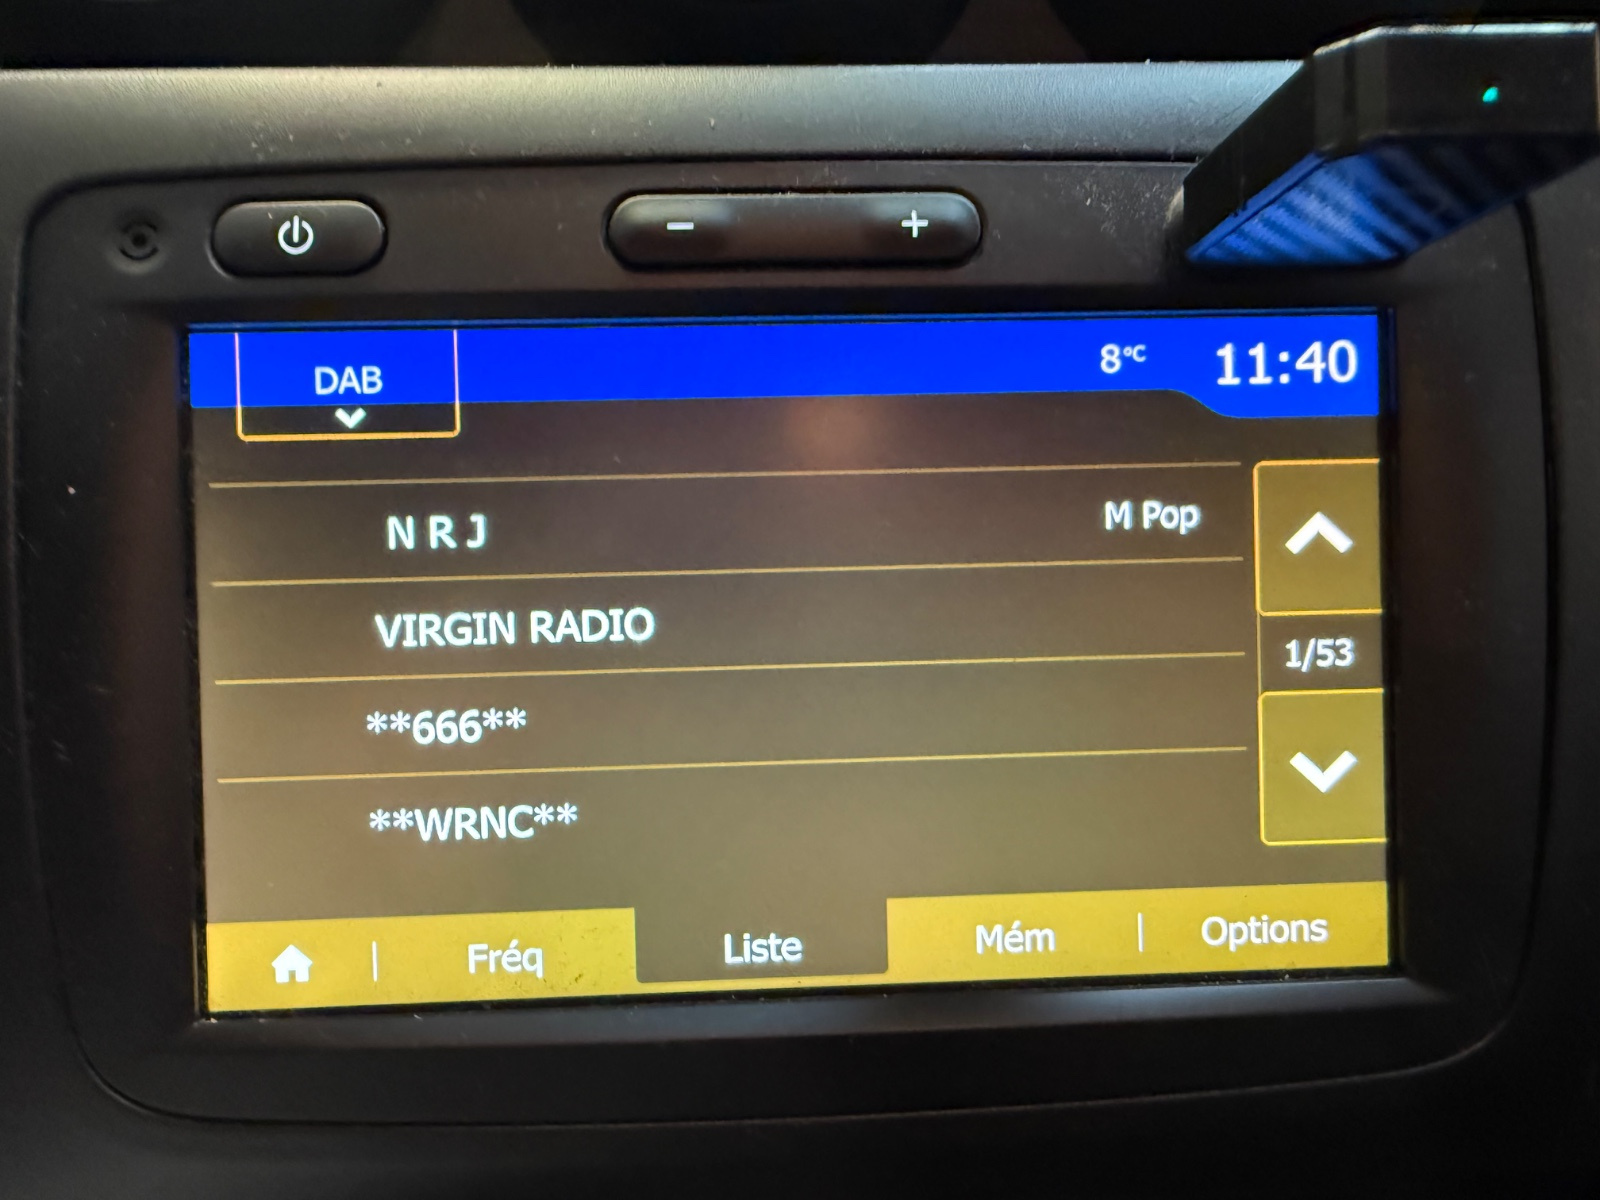 DAB
8°C 11:40
N R J M Pop
VIRGIN RADIO
1/53
**666**
**WRNC**
Fréq | Liste Mém | Options